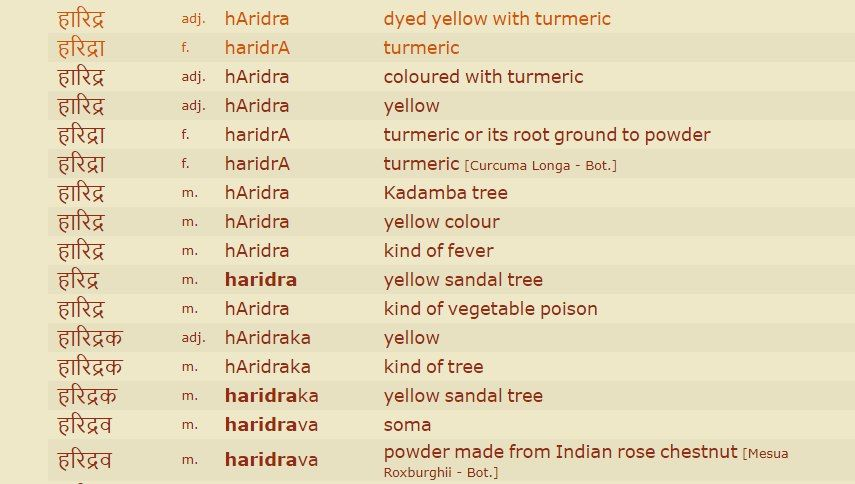 हारिद्र adj. hAridra dyed yellow with turmeric
हरिद्रा f. haridrA turmeric
हारिद्र adj. hAridra coloured with turmeric
हारिद्र adj. hAridra yellow
हरिद्रा f. haridrA turmeric or its root ground to powder
हरिद्रा f. haridrA turmeric [Curcuma Longa - Bot.]
हारिद्र m. hAridra Kadamba tree
हारिद्र m. hAridra yellow colour
हारिद्र m. hAridra kind of fever
हरिद्र m. haridra yellow sandal tree
हारिद्र m. hAridra kind of vegetable poison
हारिद्रक adj. hAridraka yellow
हारिद्रक m. hAridraka kind of tree
हरिद्रक m. haridraka yellow sandal tree
हरिद्रव m. haridrava soma
हरिद्रव m. haridrava powder made from Indian rose chestnut [Mesua
Roxburghii - Bot.]